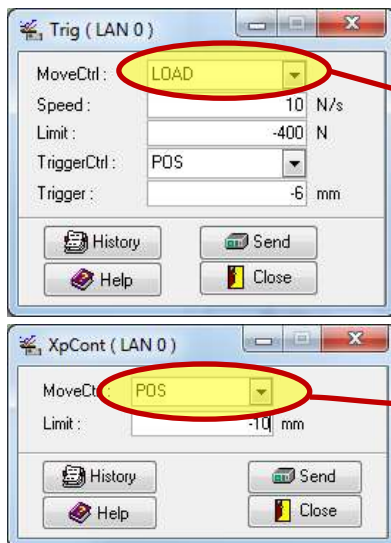 Trig ( LAN 0 )
MoveCtrl : LOAD
Speed : 10 N/s
Limit : -400 N
TriggerCtrl : POS
Trigger : -6 mm
History Send
Help Close
XpCont ( LAN 0 )
MoveCt POS
Limit : -10 mm
History Send
Help Close